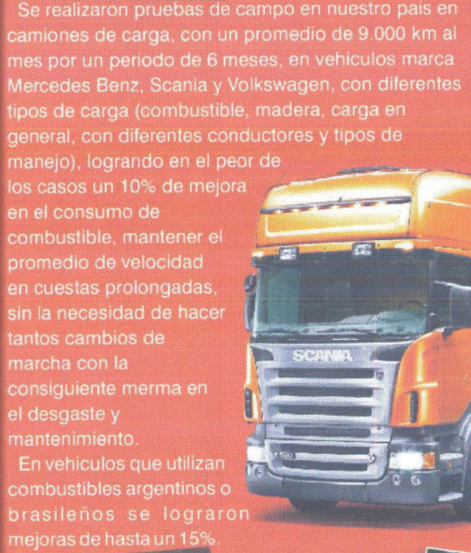 Se realizaron pruebas de campo en nuestro pais en
camiones de carga, con un promedio de 9.000 km al
mes por un periodo de 6 meses, en vehiculos marca
Mercedes Benz, Scania y Volkswagen, con diferentes
tipos de carga (combustible, madera, carga en
general, con diferentes conductores y tipos de
manejo), logrando en el peor de
los casos un 10% de mejora
en el consumo de
combustible, mantener el
promedio de velocidad
en cuestas prolongadas,
sin la necesidad de hacer
tantos cambios de
marcha con la
consiguiente merma en
el desgaste y
mantenimiento.
En vehiculos que utilizan
combustibles argentinos o
brasileños se lograron
mejoras de hasta un 15%.
SCANIA